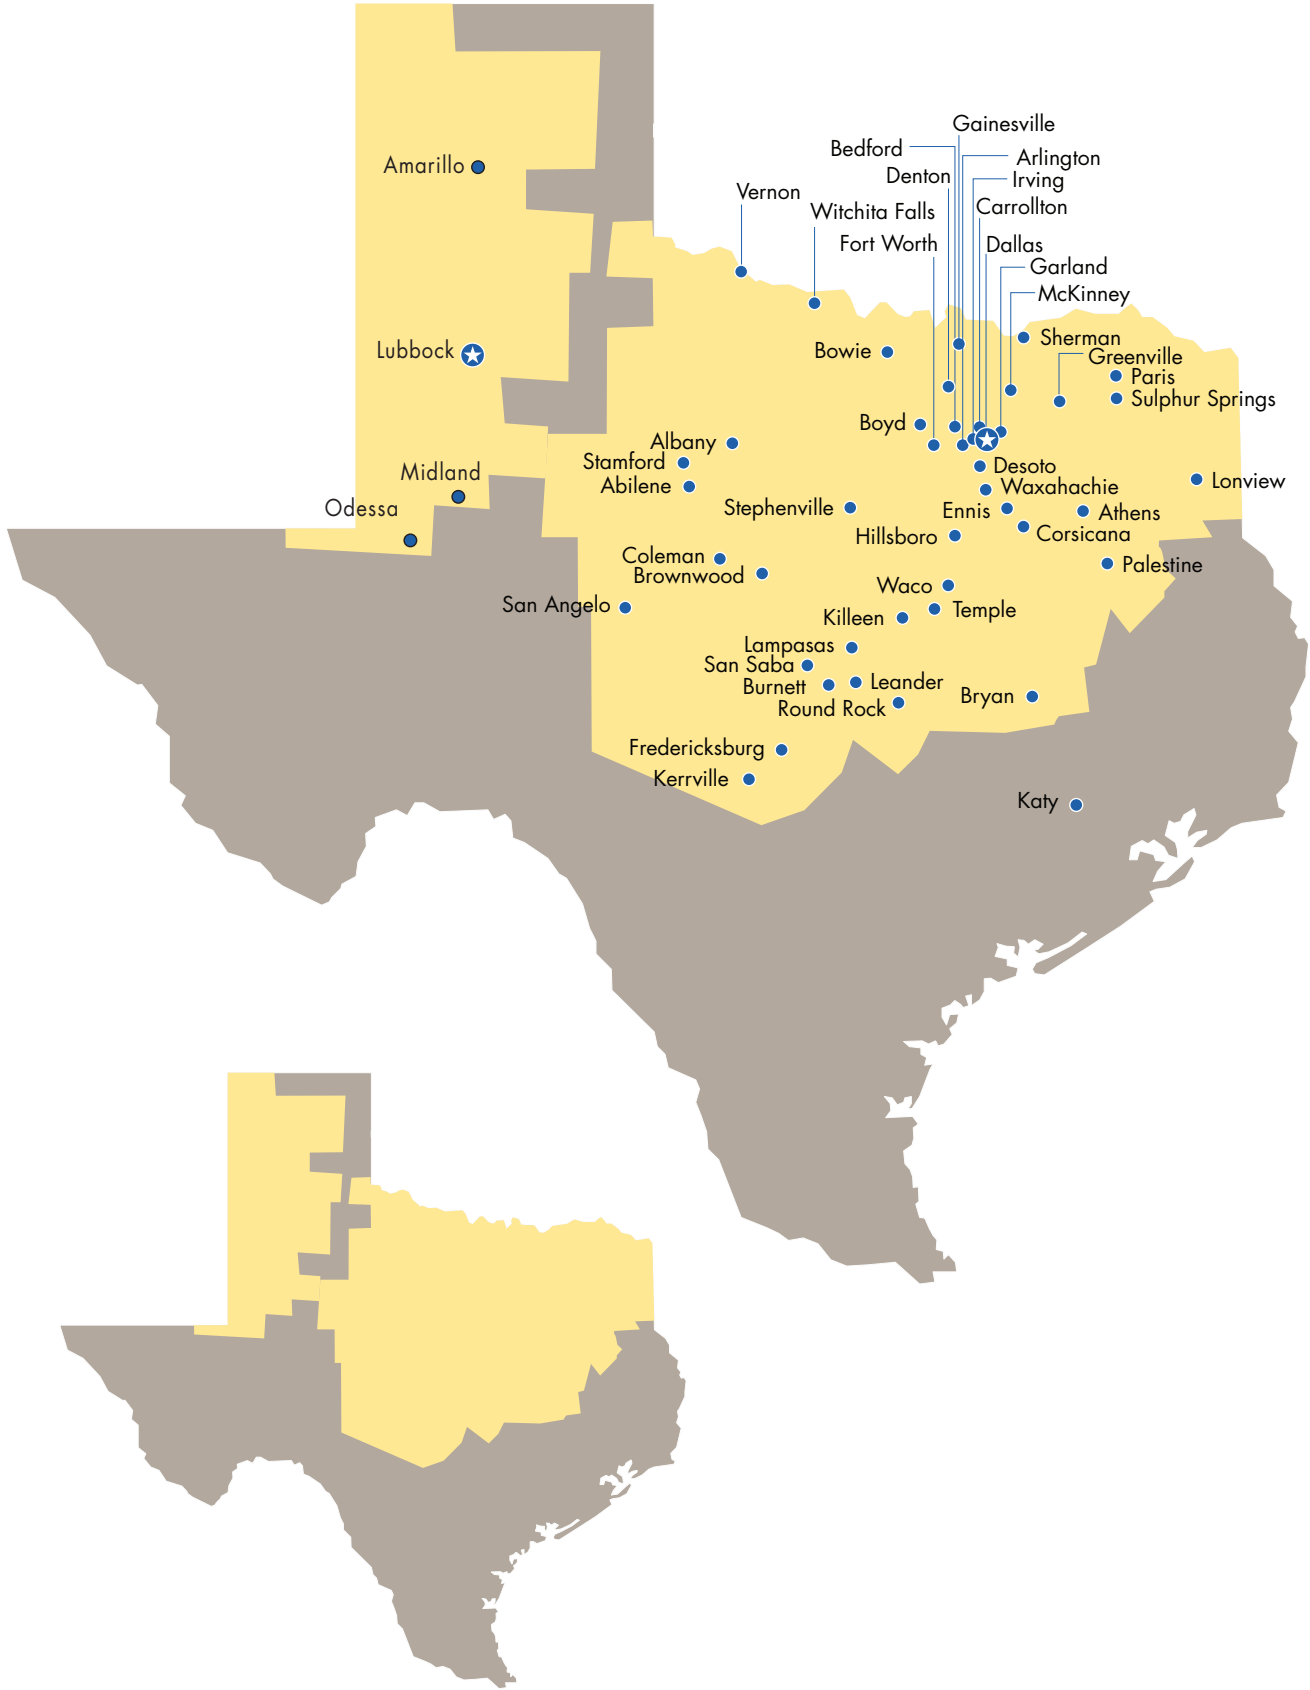 Gainesville
Bedford
Arlington
Denton
Irving
Vernon
Carrollton
Witchita Falls
Fort Worth
Dallas
Garland
McKinney
Amarillo
Sherman
Lubbock
Bowie
Greenville
Paris
Sulphur Springs
Boyd
Albany
Stamford
Desoto
Midland
Abilene
Waxahachie
Lonview
Odessa
Stephenville
Ennis
Athens
Hillsboro
Corsicana
Coleman
Palestine
Brownwood
Waco
San Angelo
Temple
Killeen
Lampasas
San Saba
Burnett
Leander
Bryan
Round Rock
Fredericksburg
Kerrville
Katy